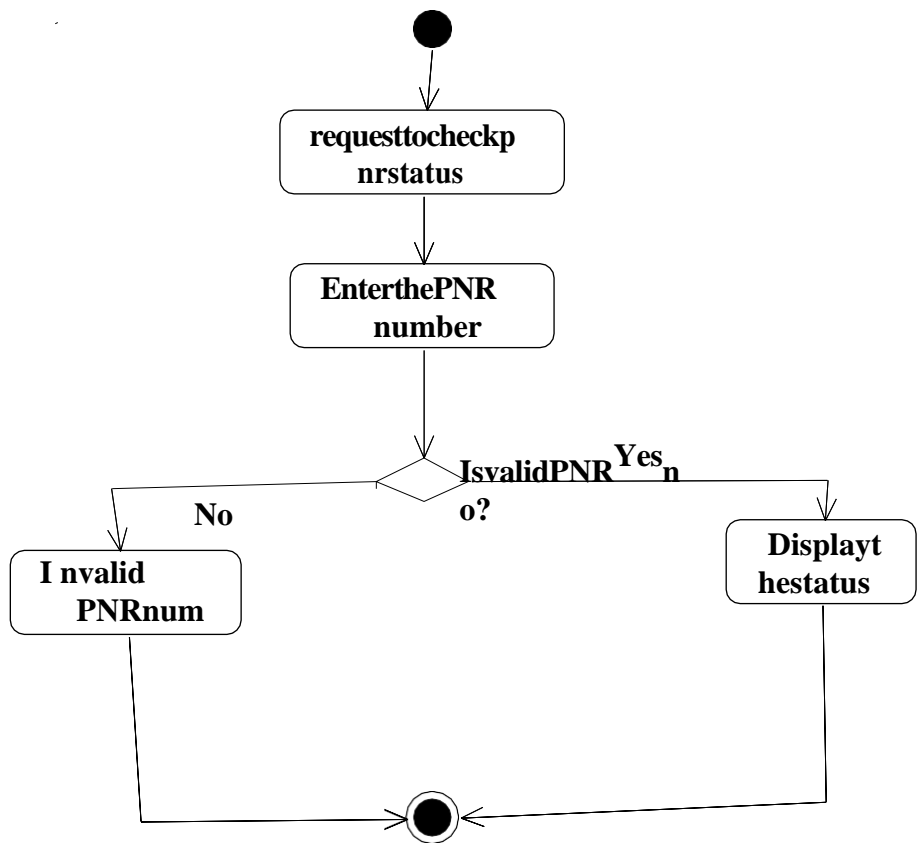 requesttocheckp
nrstatus
EnterthePNR
number
IsvalidPNR Yes n
o?
No
I nvalid
PNRnum
Displayt
hestatus